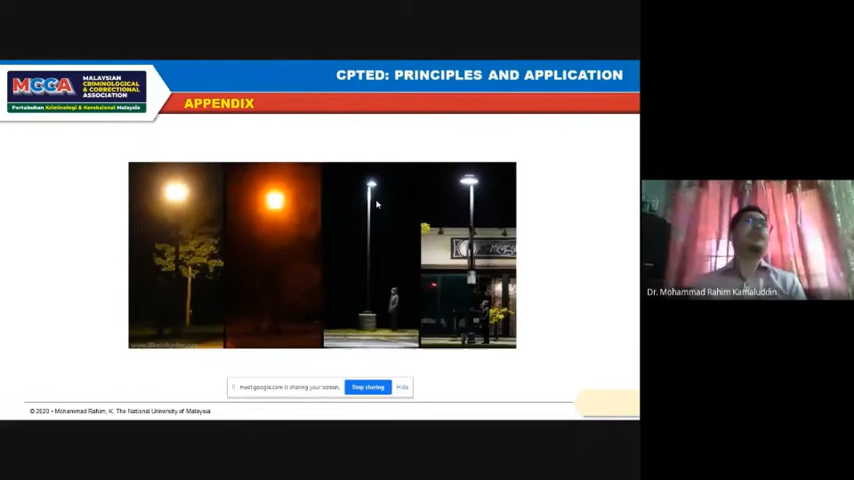 CPTED: PRINCIPLES AND APPLICATION
MCCA
MALAYSIAN
CRIMINOLOGICAL
& CORRECTIONAL
ASSOCIATION
Pertubukan Kriminologi & Koreksional Malaysia
APPENDIX
meet.google.com is sharing your screen.
Stop sharing
Hide
Dr. Mohammad Rahim Kamaluddin
© 2020 • Mohammad Rahim, K. The National University of Malaysia